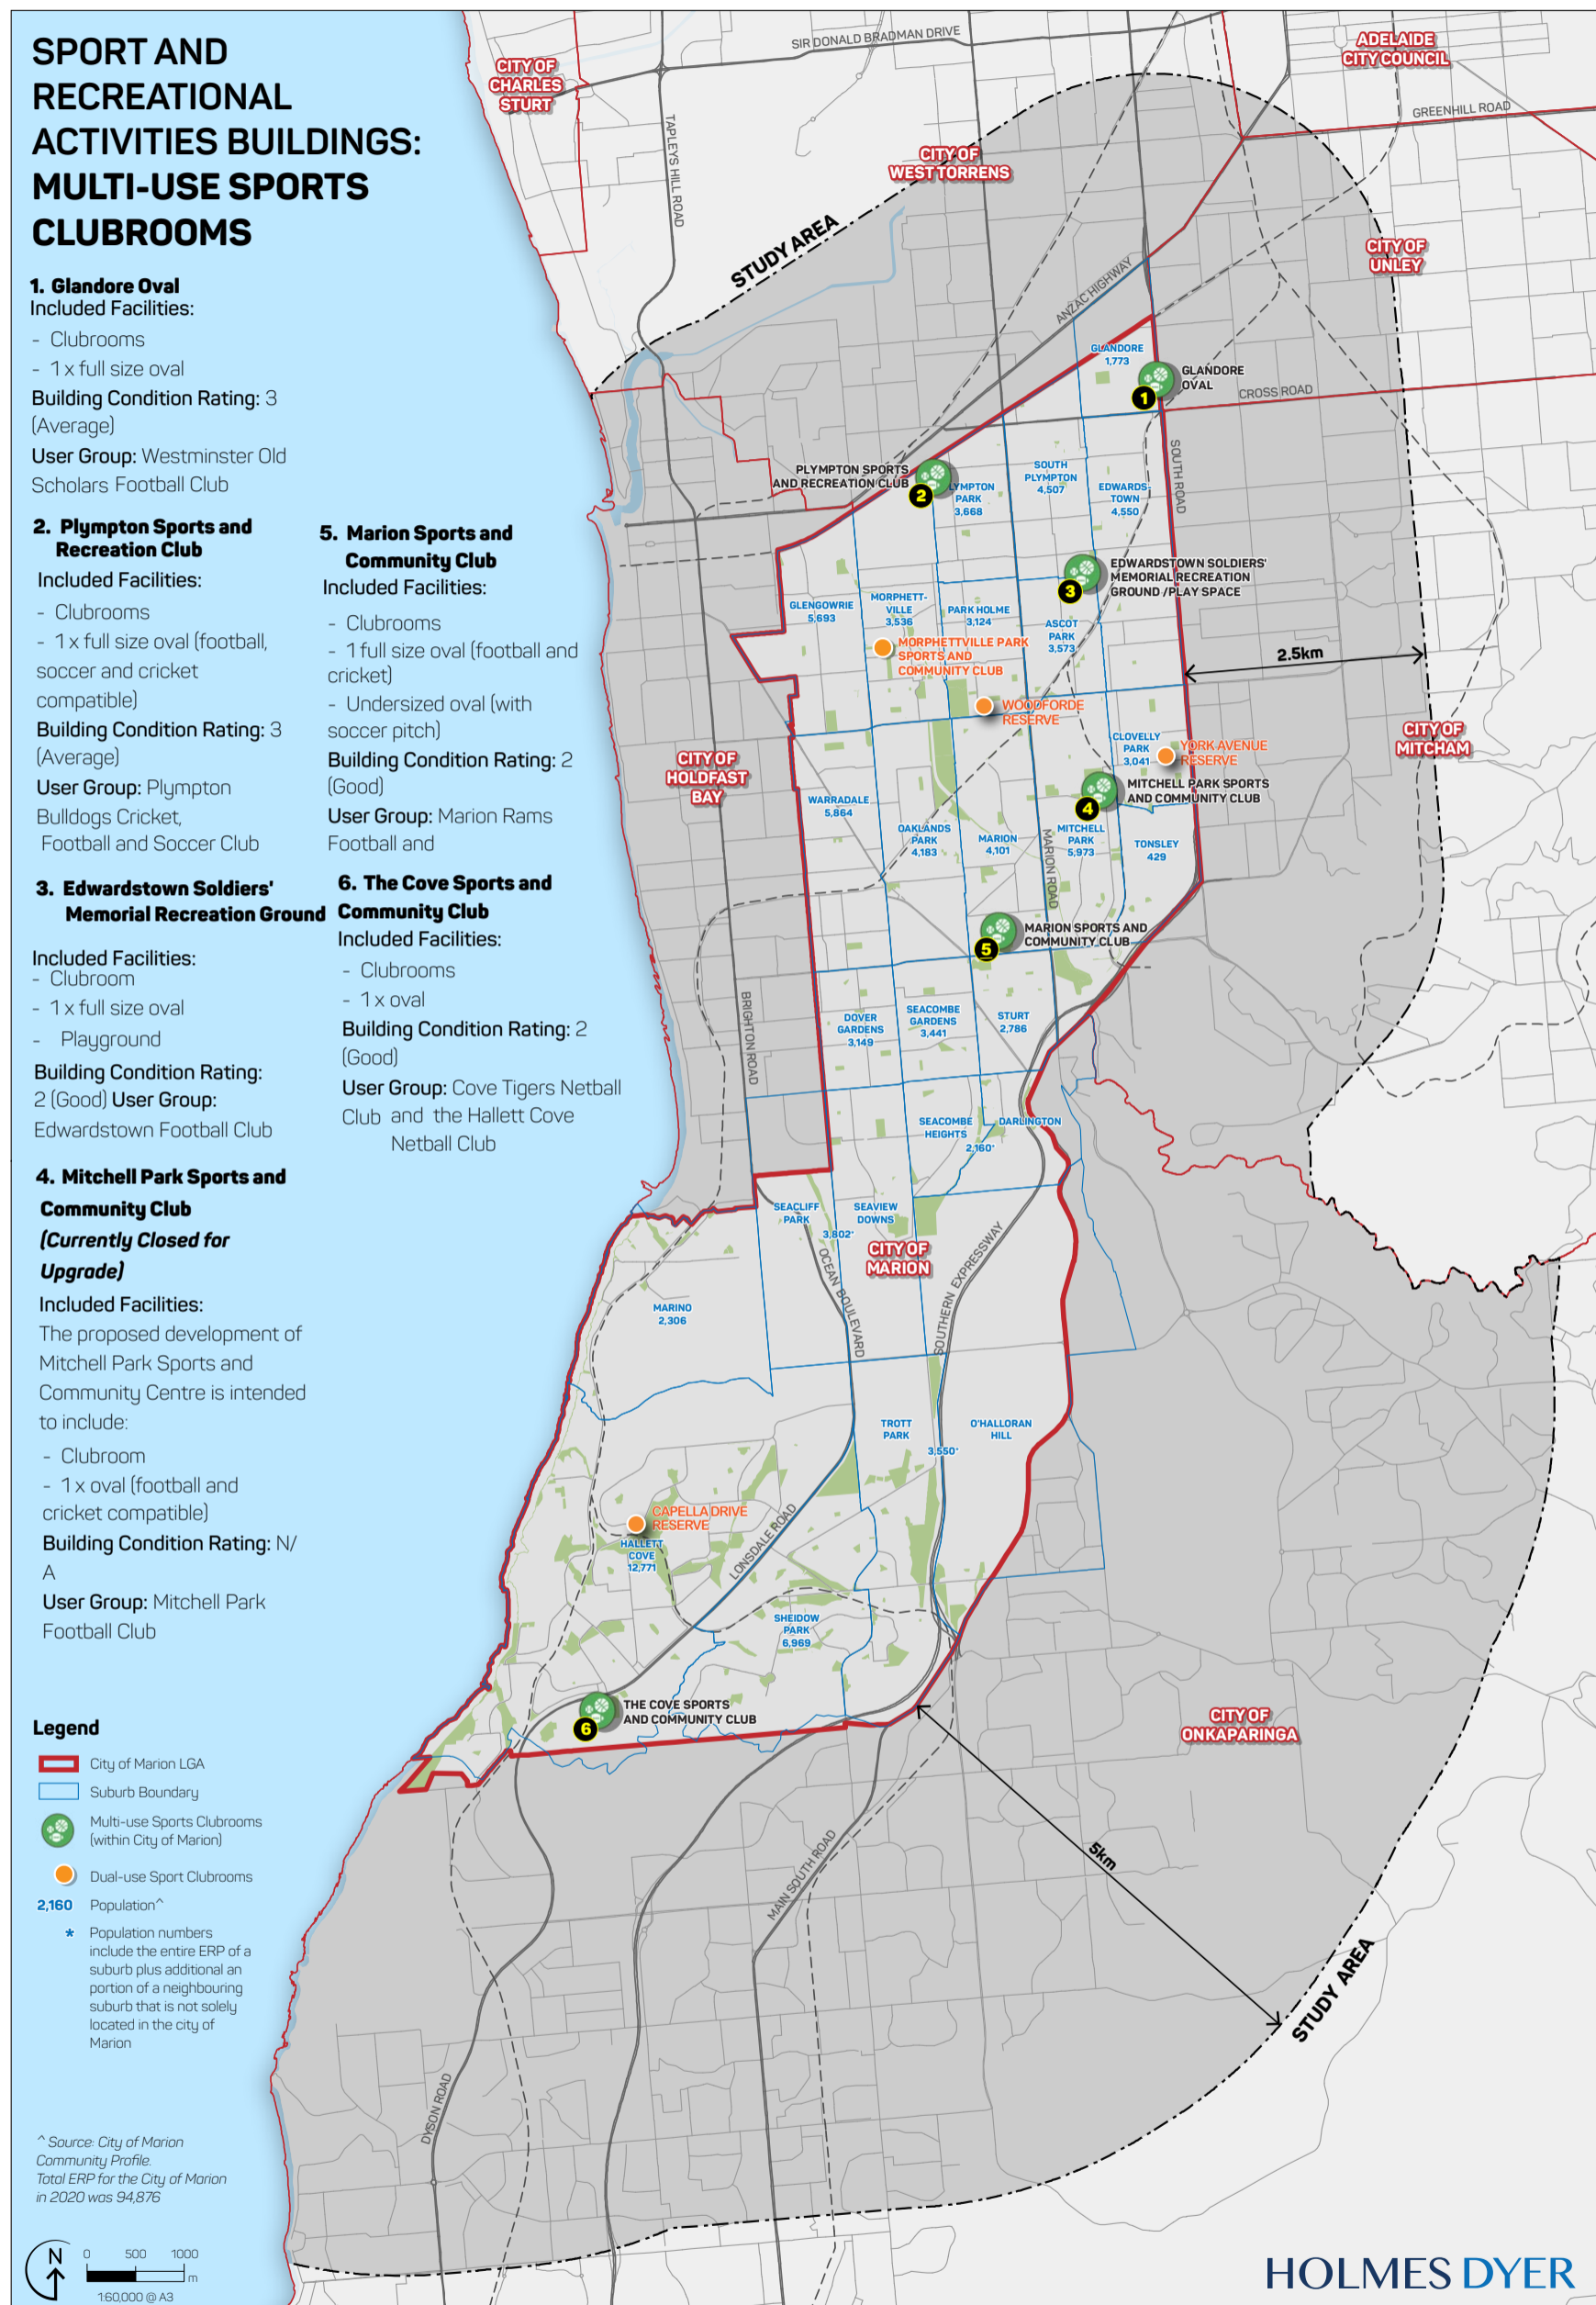 SPORT AND
RECREATIONAL
ACTIVITIES BUILDINGS:
MULTI-USE SPORTS
CLUBROOMS
1. Glandore Oval
Included Facilities:
- Clubrooms
- 1 x full size oval
Building Condition Rating: 3
(Average)
User Group: Westminster Old
Scholars Football Club
2. Plympton Sports and
Recreation Club
Included Facilities:
- Clubrooms
- 1 x full size oval (football,
soccer and cricket
compatible)
Building Condition Rating: 3
(Average)
User Group: Plympton
Bulldogs Cricket,
Football and Soccer Club
3. Edwardstown Soldiers'
Memorial Recreation Ground
Included Facilities:
- Clubroom
- 1 x full size oval
- Playground
Building Condition Rating:
2 (Good) User Group:
Edwardstown Football Club
4. Mitchell Park Sports and
Community Club
(Currently Closed for
Upgrade)
Included Facilities:
The proposed development of
Mitchell Park Sports and
Community Centre is intended
to include:
- Clubroom
- 1 x oval (football and
cricket compatible)
Building Condition Rating: N/
A
User Group: Mitchell Park
Football Club
5. Marion Sports and
Community Club
Included Facilities:
- Clubrooms
- 1 full size oval (football and
cricket)
- Undersized oval (with
soccer pitch)
Building Condition Rating: 2
(Good)
User Group: Marion Rams
Football and
6. The Cove Sports and
Community Club
Included Facilities:
- Clubrooms
- 1 x oval
Building Condition Rating: 2
(Good)
User Group: Cove Tigers Netball
Club and the Hallett Cove
Netball Club
Legend
City of Marion LGA
Suburb Boundary
Multi-use Sports Clubrooms
(within City of Marion)
Dual-use Sport Clubrooms
2,160 Population^
* Population numbers
include the entire ERP of a
suburb plus additional an
portion of a neighbouring
suburb that is not solely
located in the city of
Marion
^ Source: City of Marion
Community Profile.
Total ERP for the City of Marion
in 2020 was 94,876
N
0 500 1000
m
1:60,000 @ A3
CITY OF
CHARLES
STURT
SIR DONALD BRADMAN DRIVE
ADELAIDE
CITY COUNCIL
TAPLEYS HILL ROAD
GREENHILL ROAD
CITY OF
WEST TORRENS
STUDY AREA
CITY OF
UNLEY
ANZAC HIGHWAY
GLANDORE
1,773
GLANDORE
OVAL
1
CROSS ROAD
SOUTH ROAD
PLYMPTON SPORTS
AND RECREATION CLUB
2
LYMPTON
PARK
3,668
SOUTH
PLYMPTON
4,507
EDWARDS-
TOWN
4,550
EDWARDSTOWN SOLDIERS'
MEMORIAL RECREATION
GROUND /PLAY SPACE
3
GLENGOWRIE
5,693
MORPHETT-
VILLE
3,536
PARK HOLME
3,124
ASCOT
PARK
3,573
MORPHETTVILLE PARK
SPORTS AND
COMMUNITY CLUB
2.5km
WOODFORDE
RESERVE
CITY OF
MITCHAM
CLOVELLY
PARK
3,041
YORK AVENUE
RESERVE
CITY OF
HOLDFAST
BAY
MITCHELL PARK SPORTS
AND COMMUNITY CLUB
4
WARRADALE
5,864
OAKLANDS
PARK
4,183
MARION
4,101
MARION ROAD
MITCHELL
PARK
5,973
TONSLEY
429
MARION SPORTS AND
COMMUNITY CLUB
5
BRIGHTON ROAD
DOVER
GARDENS
3,149
SEACOMBE
GARDENS
3,441
STURT
2,786
SEACOMBE
HEIGHTS
DARLINGTON
2,160*
SEACLIFF
PARK
SEAVIEW
DOWNS
3,802*
CITY OF
MARION
OCEAN BOULEVARD
SOUTHERN EXPRESSWAY
MARINO
2,306
TROTT
PARK
O'HALLORAN
HILL
3,550*
CAPELLA DRIVE
RESERVE
HALLETT
COVE
12,771
LONSDALE ROAD
SHEIDOW
PARK
6,969
THE COVE SPORTS
AND COMMUNITY CLUB
6
CITY OF
ONKAPARINGA
5km
MAIN SOUTH ROAD
STUDY AREA
DYSON ROAD
HOLMES DYER